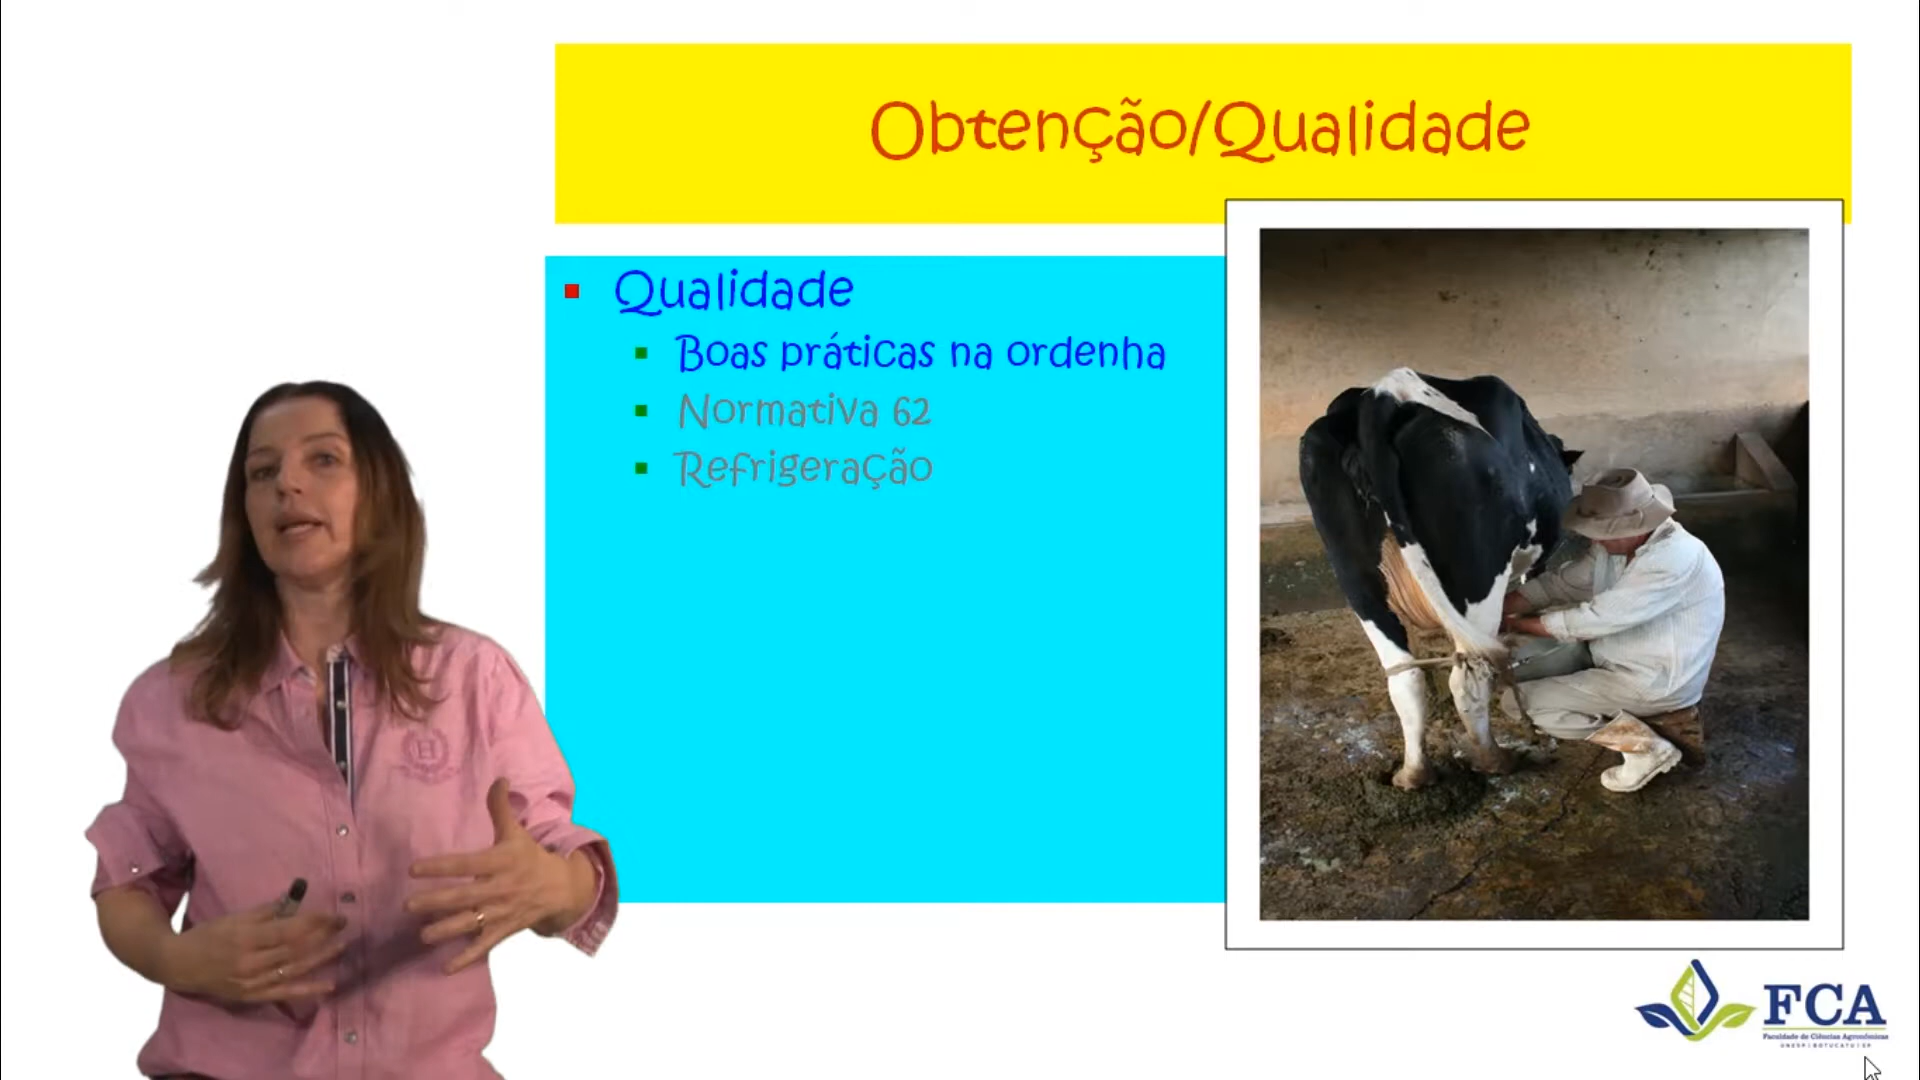 Obtenção/Qualidade
Qualidade
Boas práticas na ordenha
Normativa 62
Refrigeração
H
FCA
Faculdade de Ciências Agronômicas
UNESP | BOTUCATU | SP